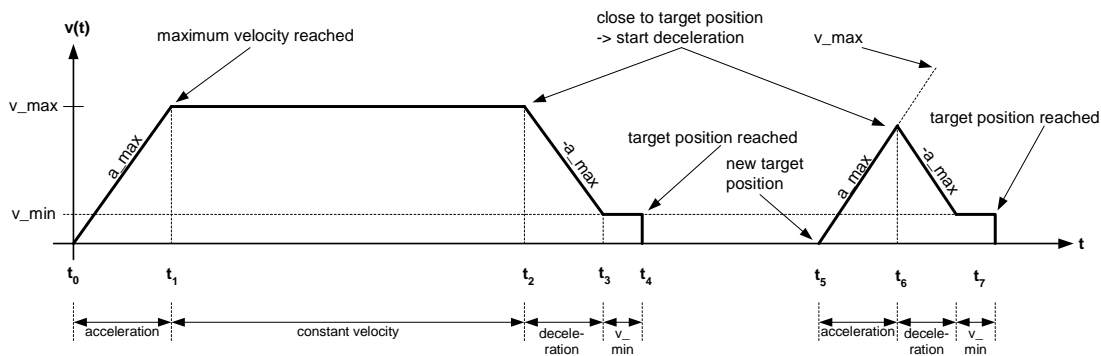 v(t)
maximum velocity reached
close to target position
-> start deceleration
v_max
v_max
a_max
-a_max
target position reached
new target
position
a_max
-a_max
target position reached
v_min
t
t0
t1
t2
t3
t4
t5
t6
t7
acceleration
constant velocity
decele-
ration
v_
min
acceleration
decele-
ration
v_
min